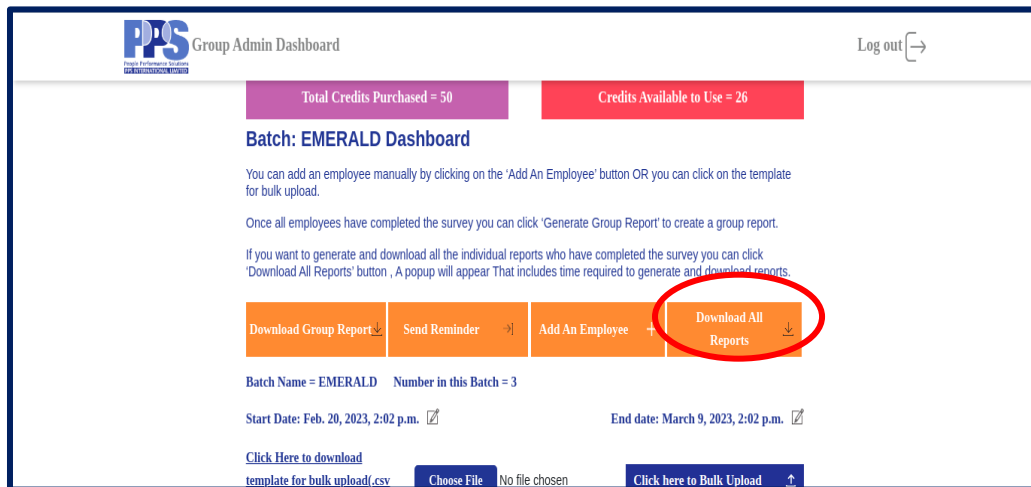 PPS
People Performance Solutions
PPS INTERNATIONAL LIMITED
Group Admin Dashboard
Log out
Total Credits Purchased = 50
Credits Available to Use = 26
Batch: EMERALD Dashboard
You can add an employee manually by clicking on the ‘Add An Employee’ button OR you can click on the template
for bulk upload.
Once all employees have completed the survey you can click ‘Generate Group Report’ to create a group report.
If you want to generate and download all the individual reports who have completed the survey you can click
‘Download All Reports’ button , A popup will appear That includes time required to generate and download reports.
Download Group Report
Send Reminder
Add An Employee +
Download All
Reports
Batch Name = EMERALD Number in this Batch = 3
Start Date: Feb. 20, 2023, 2:02 p.m.
End date: March 9, 2023, 2:02 p.m.
Click Here to download
template for bulk upload(.csv
Choose File No file chosen
Click here to Bulk Upload